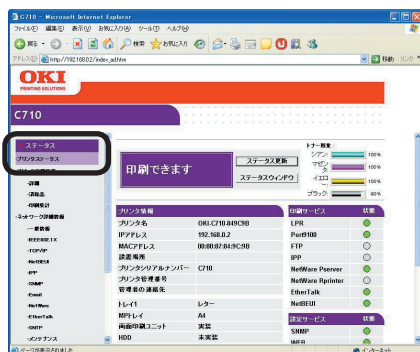 C710 - Microsoft Internet Explorer
ファイル(F) 編集(E) 表示(V) お気に入り(A) ツール(T) ヘルプ(H)
戻る 検索 お気に入り
アドレス(D) http://192.168.0.2/index_ad.htm 移動 リンク
OKI
PRINTING SOLUTIONS
C710
ステータス
プリンタステータス
-詳細
-消耗品
-印刷集計
-ネットワーク詳細情報
-一般情報
-IEEE802.1X
-TCP/IP
-NetBEUI
-IPP
-SNMP
-Email
-NetWare
-EtherTalk
-SNTP
-メンテナンス
印刷できます
ステータス更新
ステータスウィンドウ
トナー残量:
シアン: 100%
マゼンタ: 100%
イエロー: 100%
ブラック: 90%
プリンタ情報
プリンタ名 OKI-C710-849C9B
IPアドレス 192.168.0.2
MACアドレス 00:80:87:84:9C:9B
設置場所
プリンタシリアルナンバー C710
プリンタ管理番号
管理者の連絡先
トレイ1 レター
MPトレイ A4
両面印刷ユニット 実装
HDD 未実装
印刷サービス 状態
LPR
Port9100
FTP
IPP
NetWare Pserver
NetWare Rprinter
EtherTalk
NetBEUI
設定サービス 状態
SNMP
WEB
ページが表示されました
インターネット